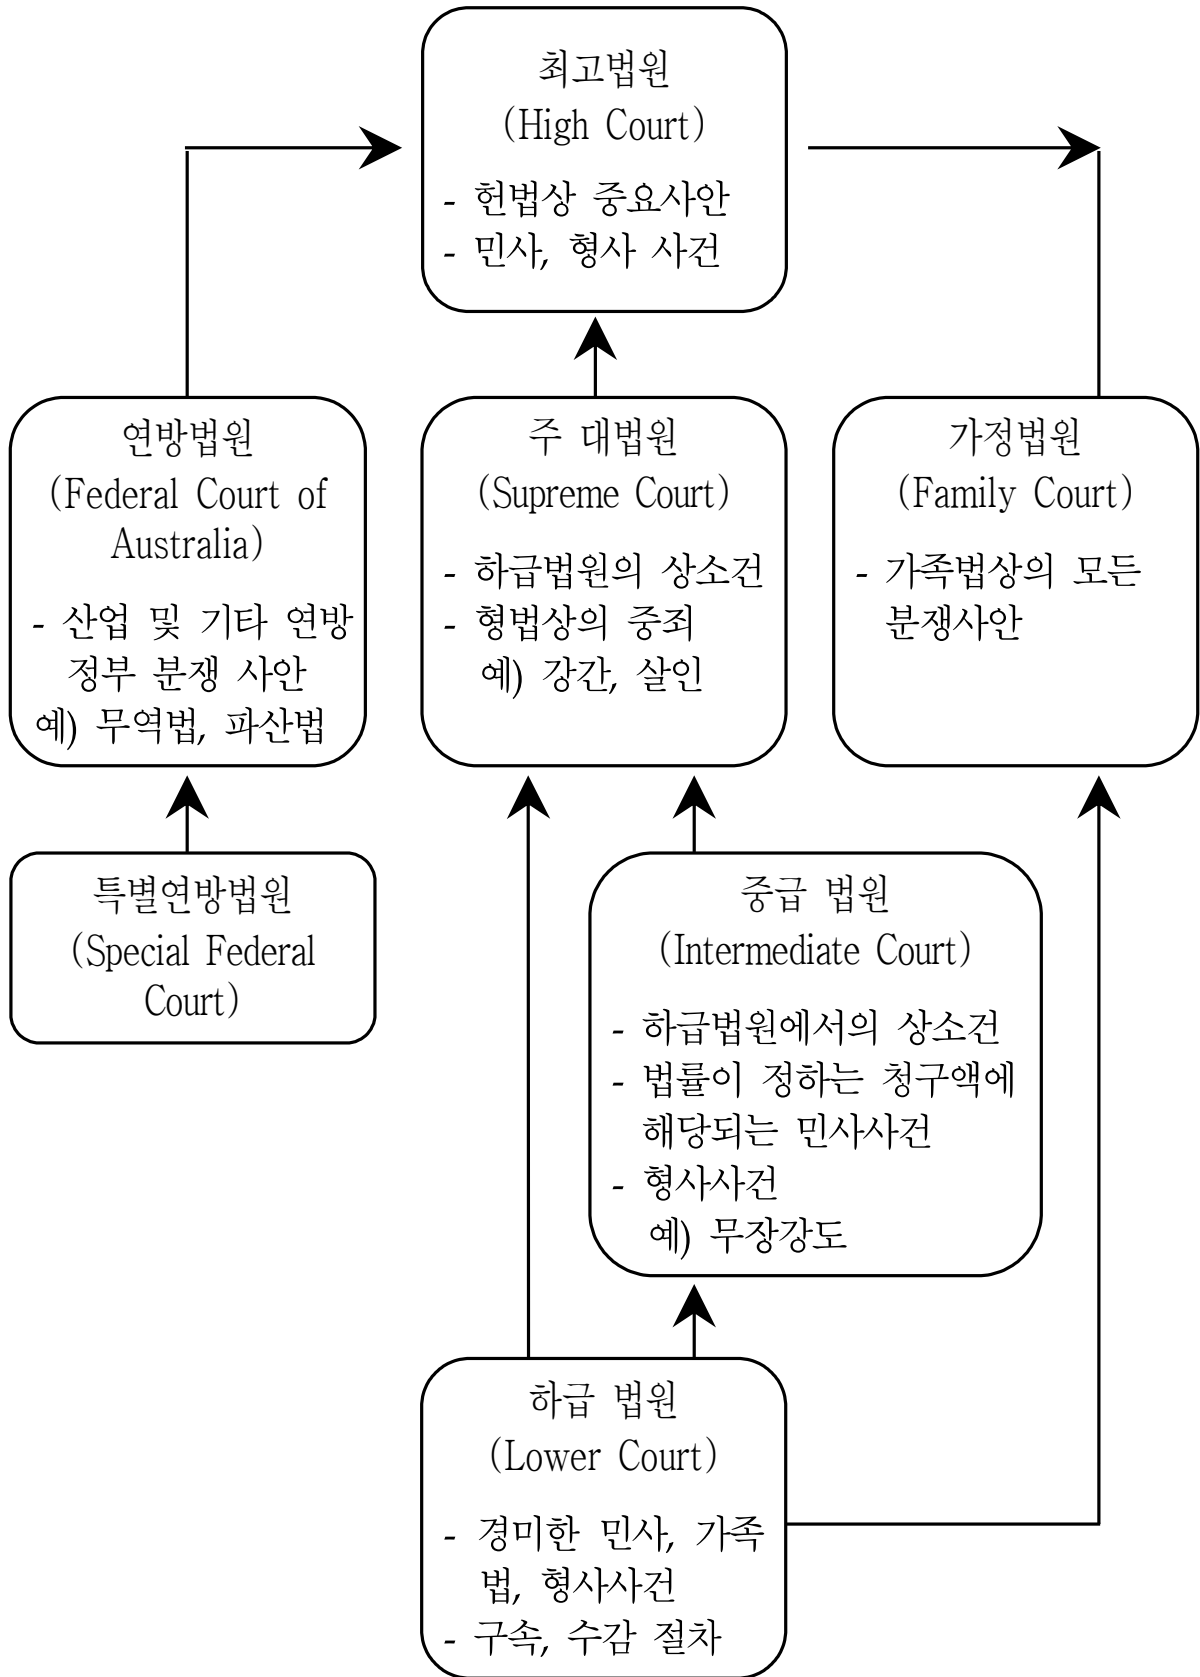 최고법원
(High Court)
- 헌법상 중요사안
- 민사, 형사 사건
연방법원
(Federal Court of
Australia)
- 산업 및 기타 연방
정부 분쟁 사안
예) 무역법, 파산법
주 대법원
(Supreme Court)
- 하급법원의 상소건
- 형법상의 중죄
예) 강간, 살인
가정법원
(Family Court)
- 가족법상의 모든
분쟁사안
특별연방법원
(Special Federal
Court)
중급 법원
(Intermediate Court)
- 하급법원에서의 상소건
- 법률이 정하는 청구액에
해당되는 민사사건
- 형사사건
예) 무장강도
하급 법원
(Lower Court)
- 경미한 민사, 가족
법, 형사사건
- 구속, 수감 절차